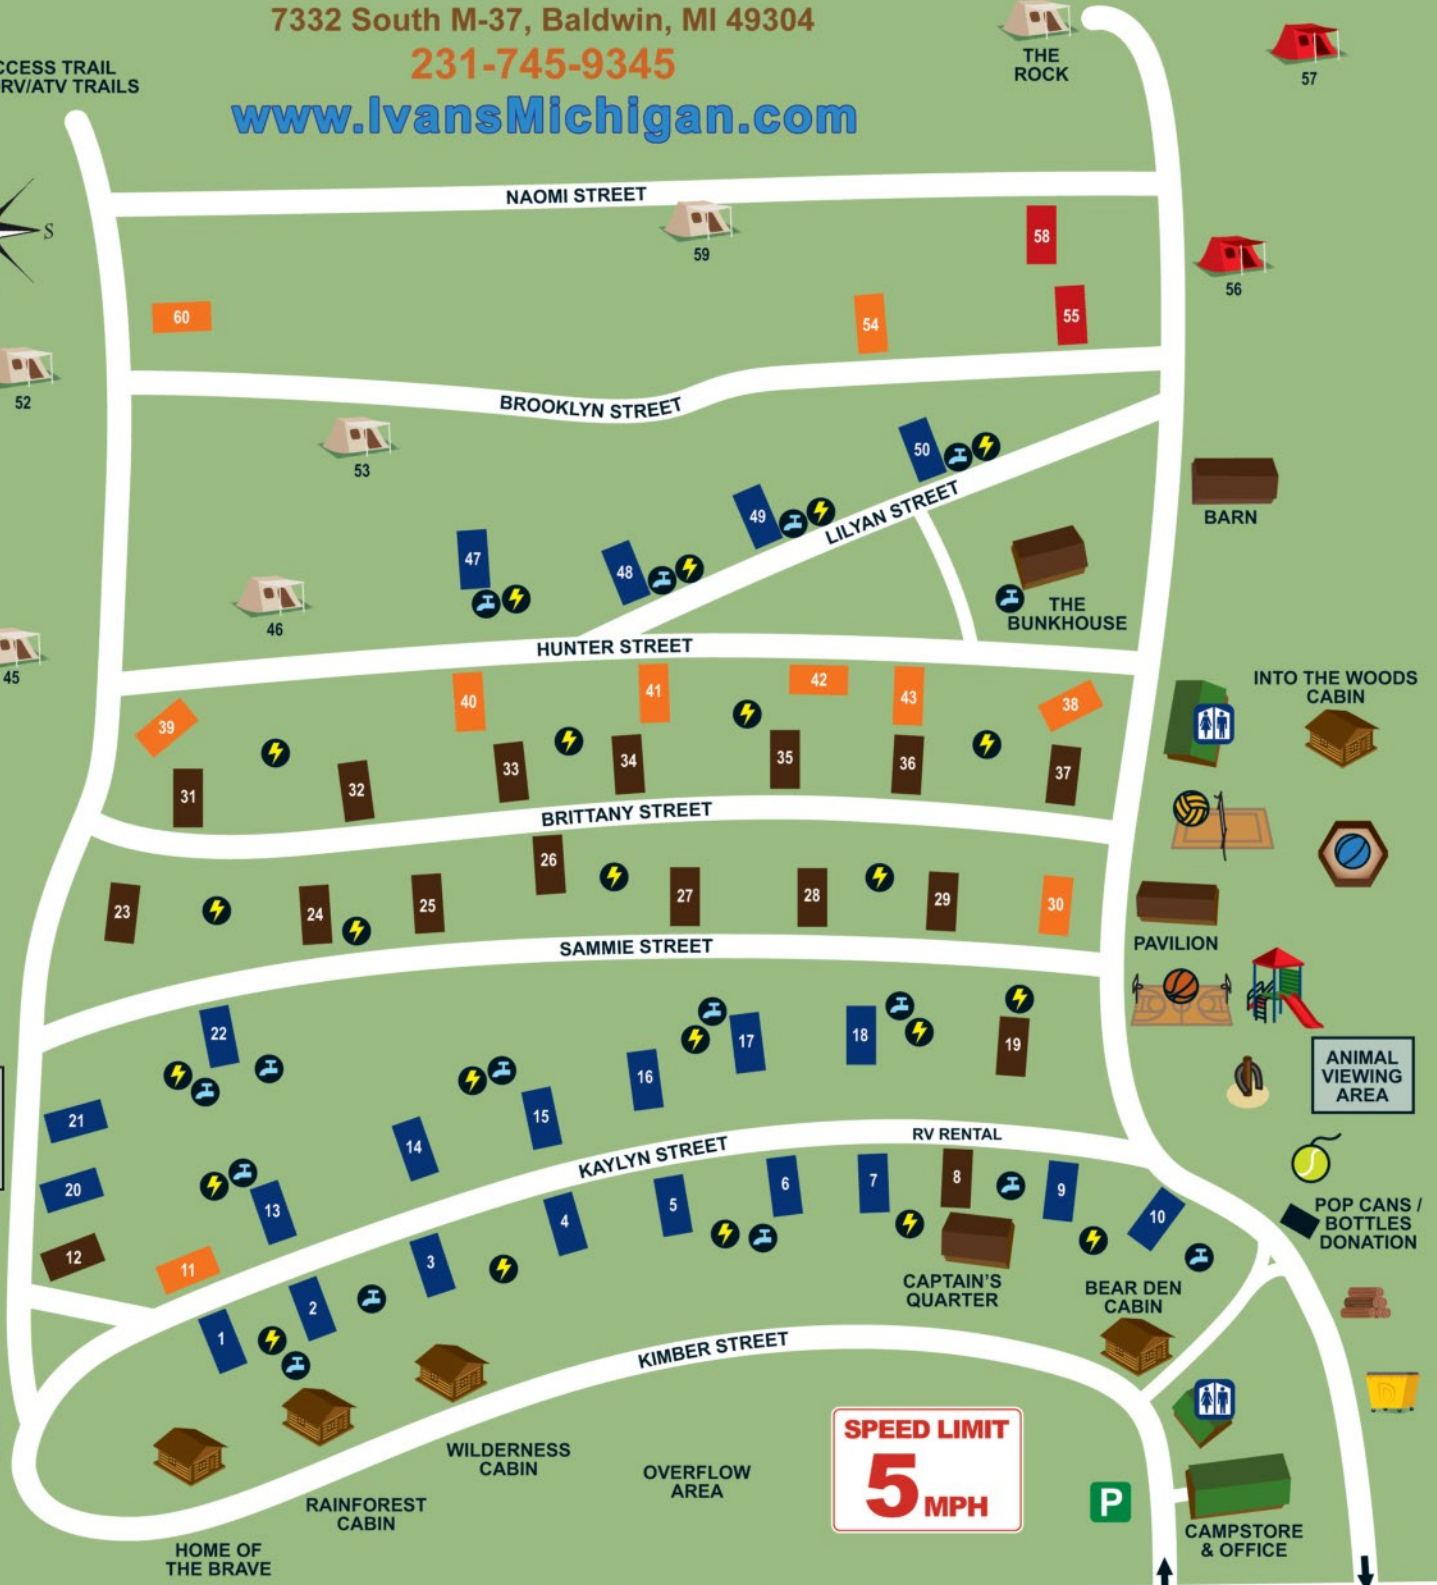 7332 South M-37, Baldwin, MI 49304
231-745-9345
www.IvansMichigan.com
TRAIL
TRAILS
THE
ROCK
57
NAOMI STREET
S
59
58
56
60
54
55
52
BROOKLYN STREET
53
50
49
LILYAN STREET
BARN
47
48
46
THE
BUNKHOUSE
45
HUNTER STREET
INTO THE WOODS
CABIN
39
40
41
42
43
38
31
32
33
34
35
36
37
BRITTANY STREET
23
24
25
26
27
28
29
30
PAVILION
SAMMIE STREET
22
16
17
18
19
ANIMAL
VIEWING
AREA
21
14
15
KAYLYN STREET
RV RENTAL
20
13
4
5
6
7
8
9
10
POP CANS /
BOTTLES
DONATION
12
11
3
2
1
CAPTAIN'S
QUARTER
BEAR DEN
CABIN
KIMBER STREET
D
WILDERNESS
CABIN
OVERFLOW
AREA
SPEED LIMIT
5 MPH
RAINFOREST
CABIN
P
CAMPSTORE
& OFFICE
HOME OF
THE BRAVE